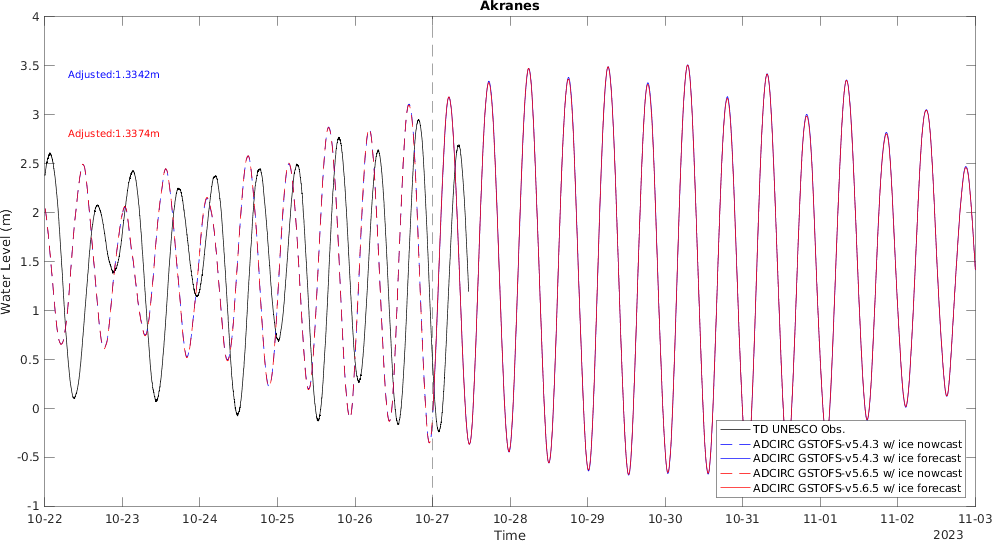 Akranes
4
3.5
3
2.5
2
1.5
1
0.5
0
-0.5
-1
Water Level (m)
Adjusted:1.3342m
Adjusted:1.3374m
TD UNESCO Obs.
ADCIRC GSTOFS-v5.4.3 w/ ice nowcast
ADCIRC GSTOFS-v5.4.3 w/ ice forecast
ADCIRC GSTOFS-v5.6.5 w/ ice nowcast
ADCIRC GSTOFS-v5.6.5 w/ ice forecast
10-22 10-23 10-24 10-25 10-26 10-27 10-28 10-29 10-30 10-31 11-01 11-02 11-03
Time
2023